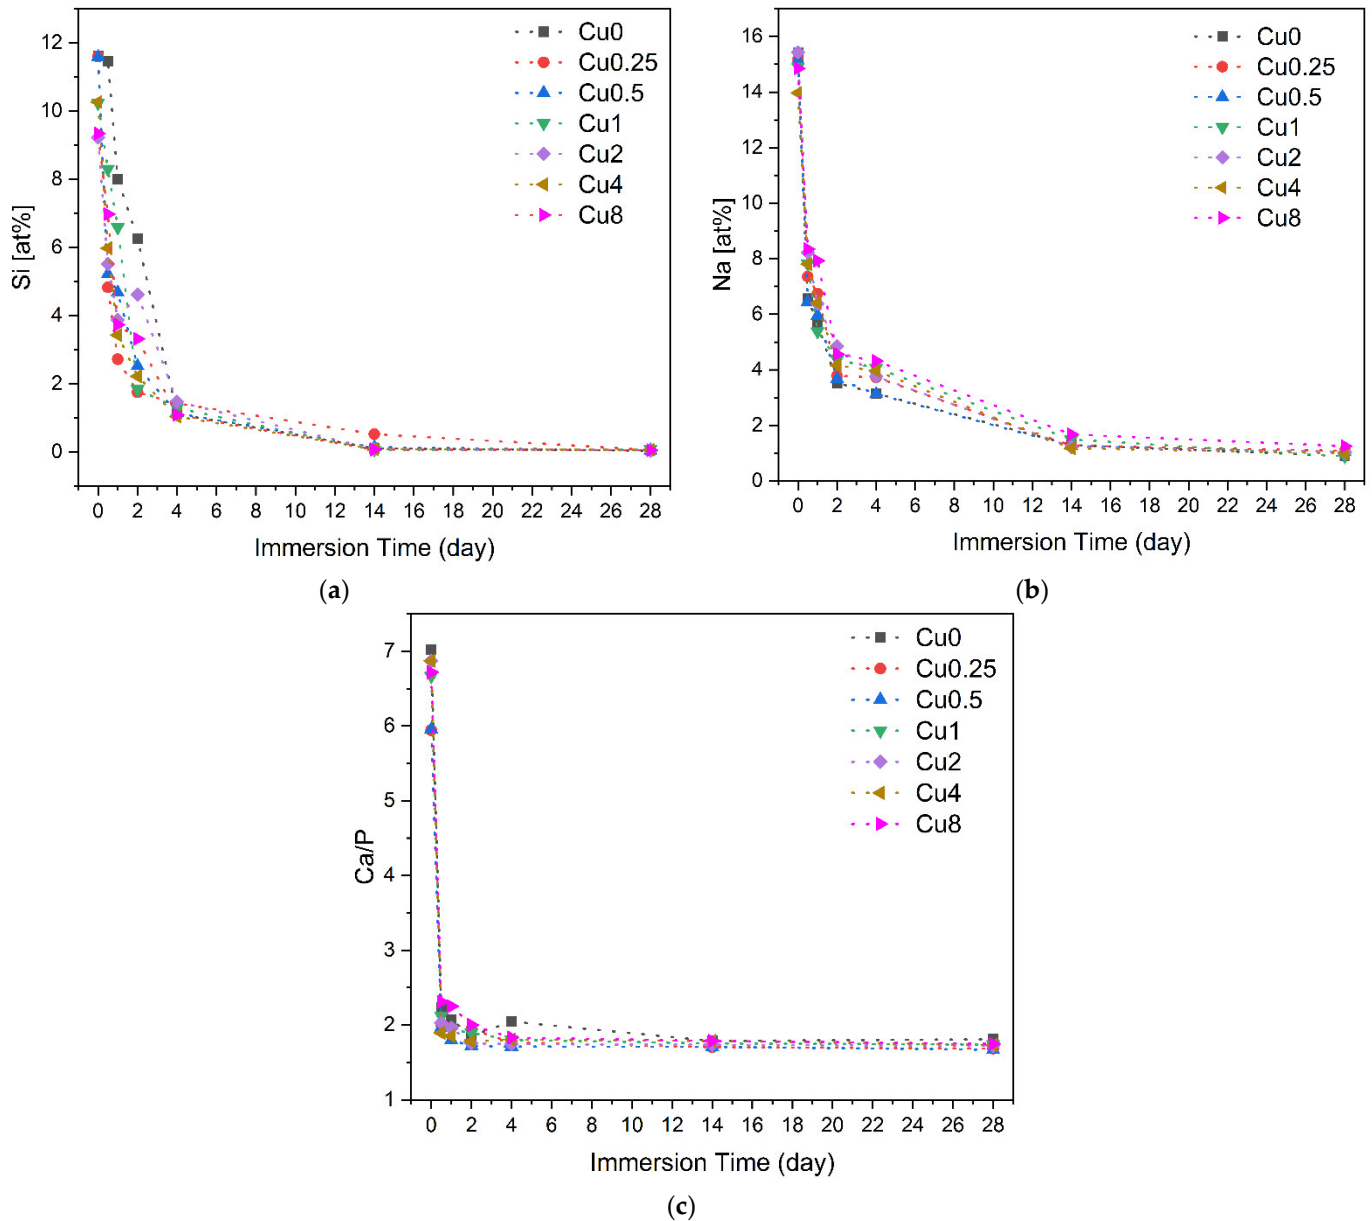 Si [at%]
12
10
8
6
4
2
0
Cu0
Cu0.25
Cu0.5
Cu1
Cu2
Cu4
Cu8
0 2 4 6 8 10 12 14 16 18 20 22 24 26 28
Immersion Time (day)
(a)
Na [at%]
16
14
12
10
8
6
4
2
0
Cu0
Cu0.25
Cu0.5
Cu1
Cu2
Cu4
Cu8
0 2 4 6 8 10 12 14 16 18 20 22 24 26 28
Immersion Time (day)
(b)
Ca/P
7
6
5
4
3
2
1
Cu0
Cu0.25
Cu0.5
Cu1
Cu2
Cu4
Cu8
0 2 4 6 8 10 12 14 16 18 20 22 24 26 28
Immersion Time (day)
(c)